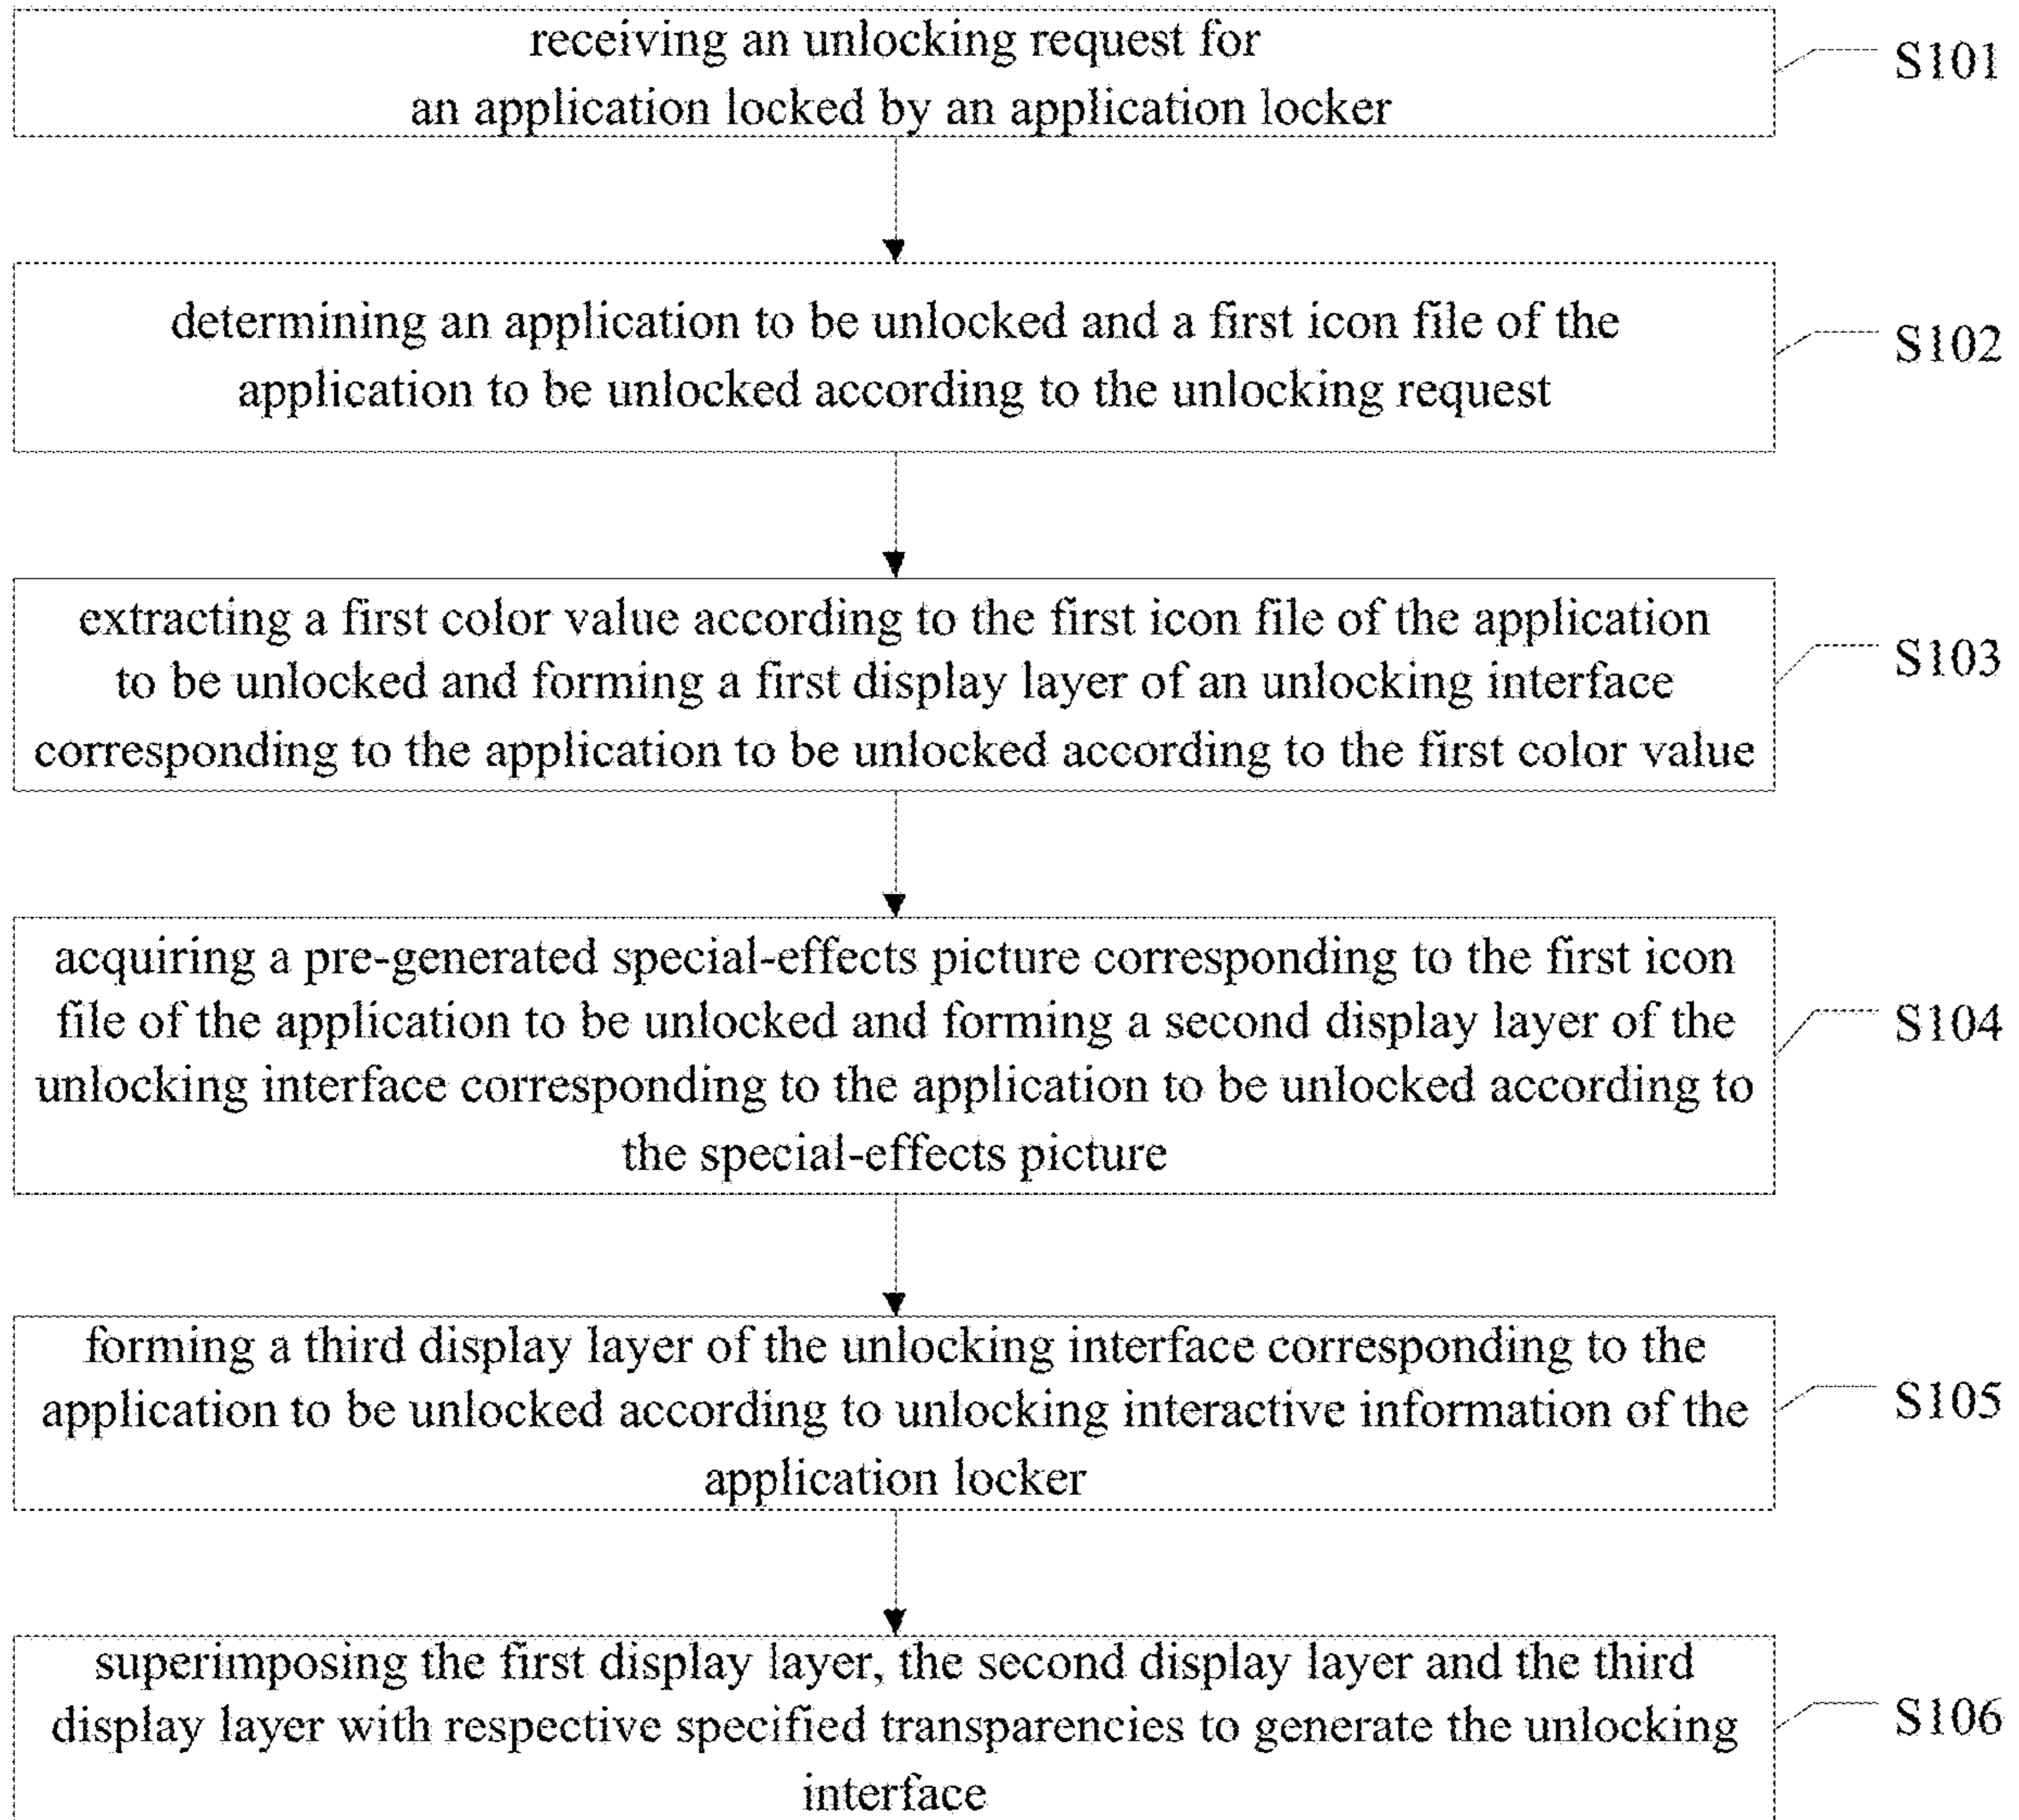 receiving an unlocking request for
an application locked by an application locker
S101
determining an application to be unlocked and a first icon file of the
application to be unlocked according to the unlocking request
S102
extracting a first color value according to the first icon file of the application
to be unlocked and forming a first display layer of an unlocking interface
corresponding to the application to be unlocked according to the first color value
S103
acquiring a pre-generated special-effects picture corresponding to the first icon
file of the application to be unlocked and forming a second display layer of the
unlocking interface corresponding to the application to be unlocked according to
the special-effects picture
S104
forming a third display layer of the unlocking interface corresponding to the
application to be unlocked according to unlocking interactive information of the
application locker
S105
superimposing the first display layer, the second display layer and the third
display layer with respective specified transparencies to generate the unlocking
interface
S106